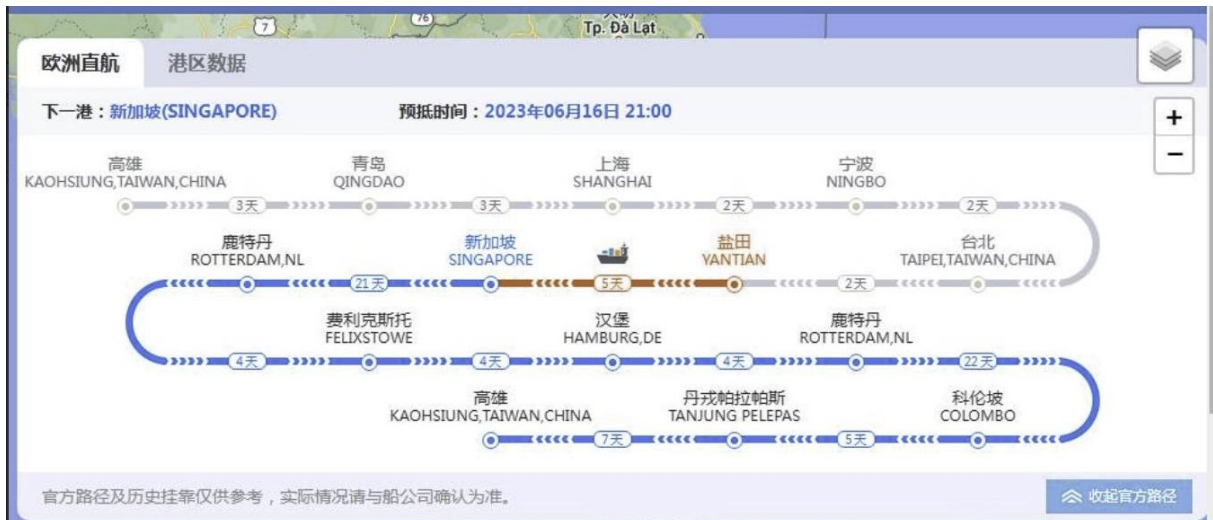 7
76
Tp. Đà Lạt
欧洲直航 港区数据
下一港：新加坡(SINGAPORE) 预抵时间：2023年06月16日 21:00
+
−
高雄 青岛 上海 宁波
KAOHSIUNG,TAIWAN,CHINA QINGDAO SHANGHAI NINGBO
3天 3天 2天 2天
鹿特丹 新加坡 盐田 台北
ROTTERDAM,NL SINGAPORE YANTIAN TAIPEI,TAIWAN,CHINA
21天 5天 2天
费利克斯托 汉堡 鹿特丹
FELIXSTOWE HAMBURG,DE ROTTERDAM,NL
4天 4天 4天 22天
高雄 丹戎帕拉帕斯 科伦坡
KAOHSIUNG,TAIWAN,CHINA TANJUNG PELEPAS COLOMBO
7天 5天
官方路径及历史挂靠仅供参考，实际情况请与船公司确认为准。 收起官方路径